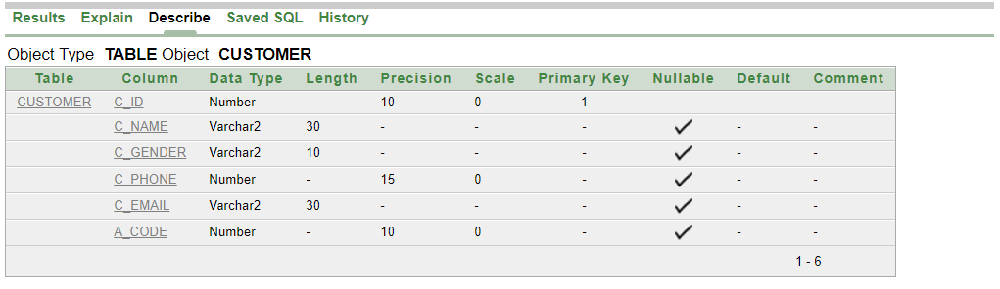 Results Explain Describe Saved SQL History
Object Type TABLE Object CUSTOMER
Table Column Data Type Length Precision Scale Primary Key Nullable Default Comment
CUSTOMER C_ID Number - 10 0 1 - - -
C_NAME Varchar2 30 - - - ✓ - -
C_GENDER Varchar2 10 - - - ✓ - -
C_PHONE Number - 15 0 - ✓ - -
C_EMAIL Varchar2 30 - - - ✓ - -
A_CODE Number - 10 0 - ✓ - -
1 - 6